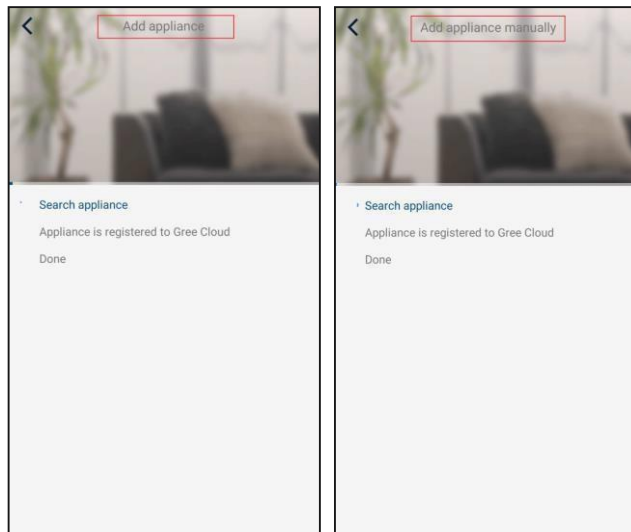 Add appliance
Search appliance
Appliance is registered to Gree Cloud
Done
Add appliance manually
Search appliance
Appliance is registered to Gree Cloud
Done